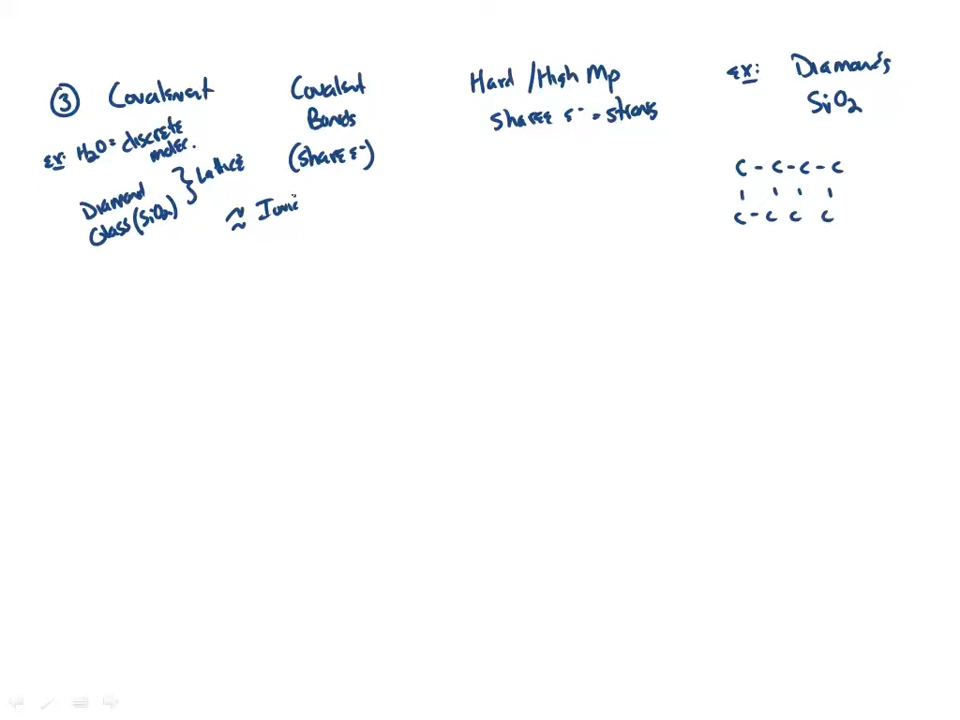 ③ Covalent
ex: H₂O = discrete
molec.
Diamond
Glass (SiO₂) } Lattice
Covalent
Bonds
(share e⁻)
≈ Ionic
Hard / High Mp
Share e⁻ = strong
ex: Diamonds
SiO₂
C - C - C - C
| | | |
C - C C C